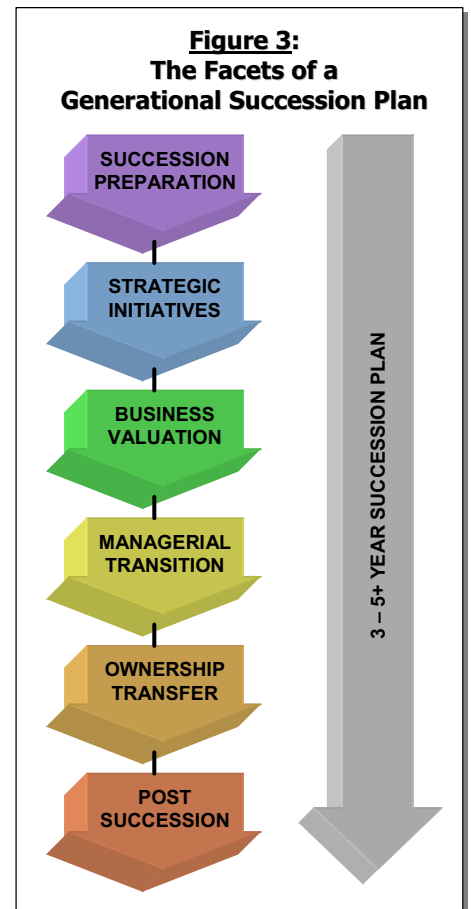 Figure 3:
The Facets of a
Generational Succession Plan
SUCCESSION
PREPARATION
STRATEGIC
INITIATIVES
BUSINESS
VALUATION
MANAGERIAL
TRANSITION
OWNERSHIP
TRANSFER
POST
SUCCESSION
3 – 5+ YEAR SUCCESSION PLAN